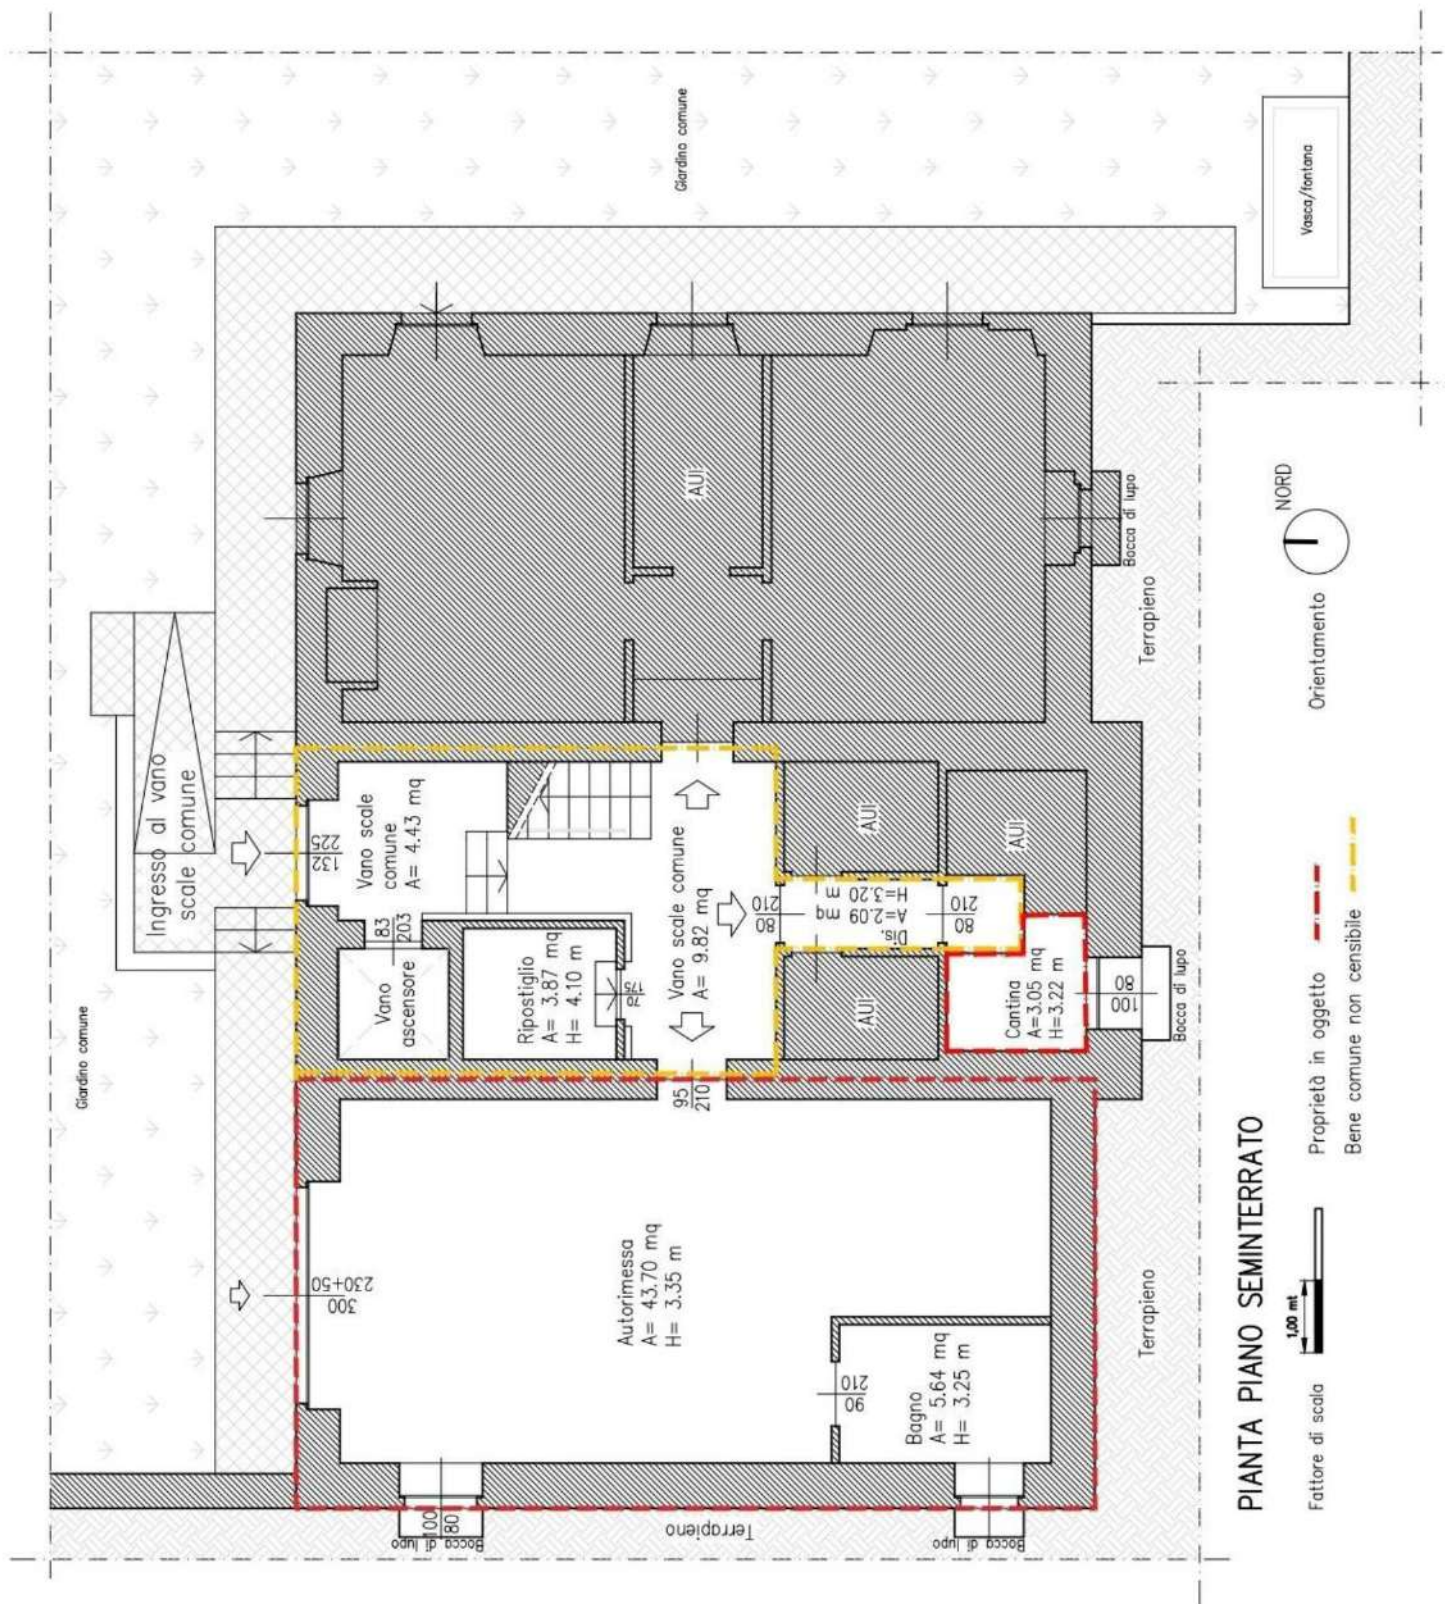 Giardino comune
Vasca/fontana
Giardino comune
Ingresso al vano
scale comune
225
132
Vano scale
comune
A= 4.43 mq
83
203
Vano
ascensore
Ripostiglio
A= 3.87 mq
H= 4.10 m
175
70
Vano scale comune
A= 9.82 mq
AUI
AUI
AUI
AUI
210
80
Dis.
A=2.09 mq
H=3.20 m
210
80
Cantina
A=3.05 mq
H=3.22 m
80
100
Bocca di lupo
Bocca di lupo
Terrapieno
95
210
230+50
300
Autorimessa
A= 43.70 mq
H= 3.35 m
210
90
Bagno
A= 5.64 mq
H= 3.25 m
100
80
Bocca di lupo
Terrapieno
Bocca di lupo
Terrapieno
PIANTA PIANO SEMINTERRATO
Fattore di scala
1,00 mt
Proprietà in oggetto
Bene comune non censibile
Orientamento
NORD